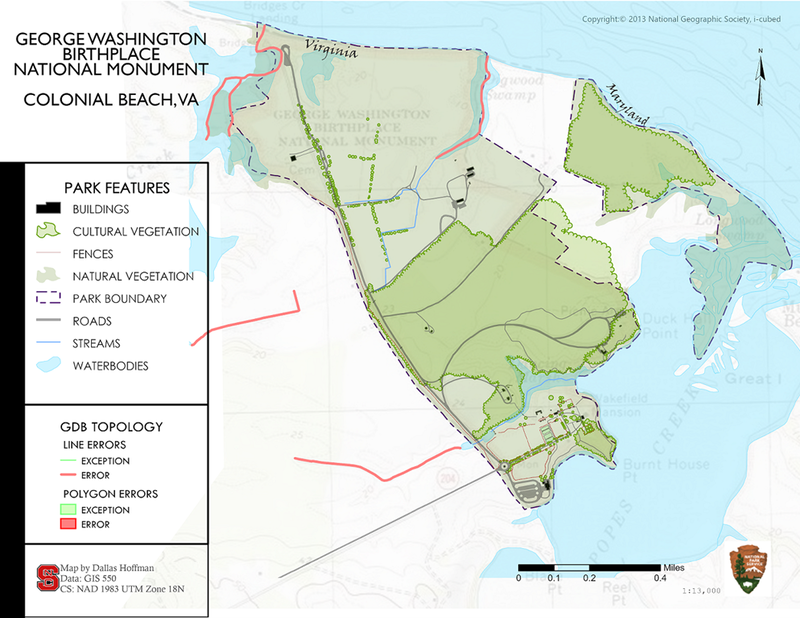 Copyright:© 2013 National Geographic Society, i-cubed
GEORGE WASHINGTON
BIRTHPLACE
NATIONAL MONUMENT
COLONIAL BEACH, VA
Bridges Cr
Virginia
N
Maryland
GEORGE WASHINGTON
BIRTHPLACE
NATIONAL MONUMENT
PARK FEATURES
BUILDINGS
CULTURAL VEGETATION
FENCES
NATURAL VEGETATION
PARK BOUNDARY
ROADS
STREAMS
WATERBODIES
Point
Great I
Mansion
CREEK
POPES
Burnt House
Pt
25
204
GDB TOPOLOGY
LINE ERRORS
EXCEPTION
ERROR
POLYGON ERRORS
EXCEPTION
ERROR
S
Map by Dallas Hoffman
Data: GIS 550
CS: NAD 1983 UTM Zone 18N
Miles
0 0.1 0.2 0.4
Reel
Pt
1:13,000
NATIONAL
PARK
SERVICE